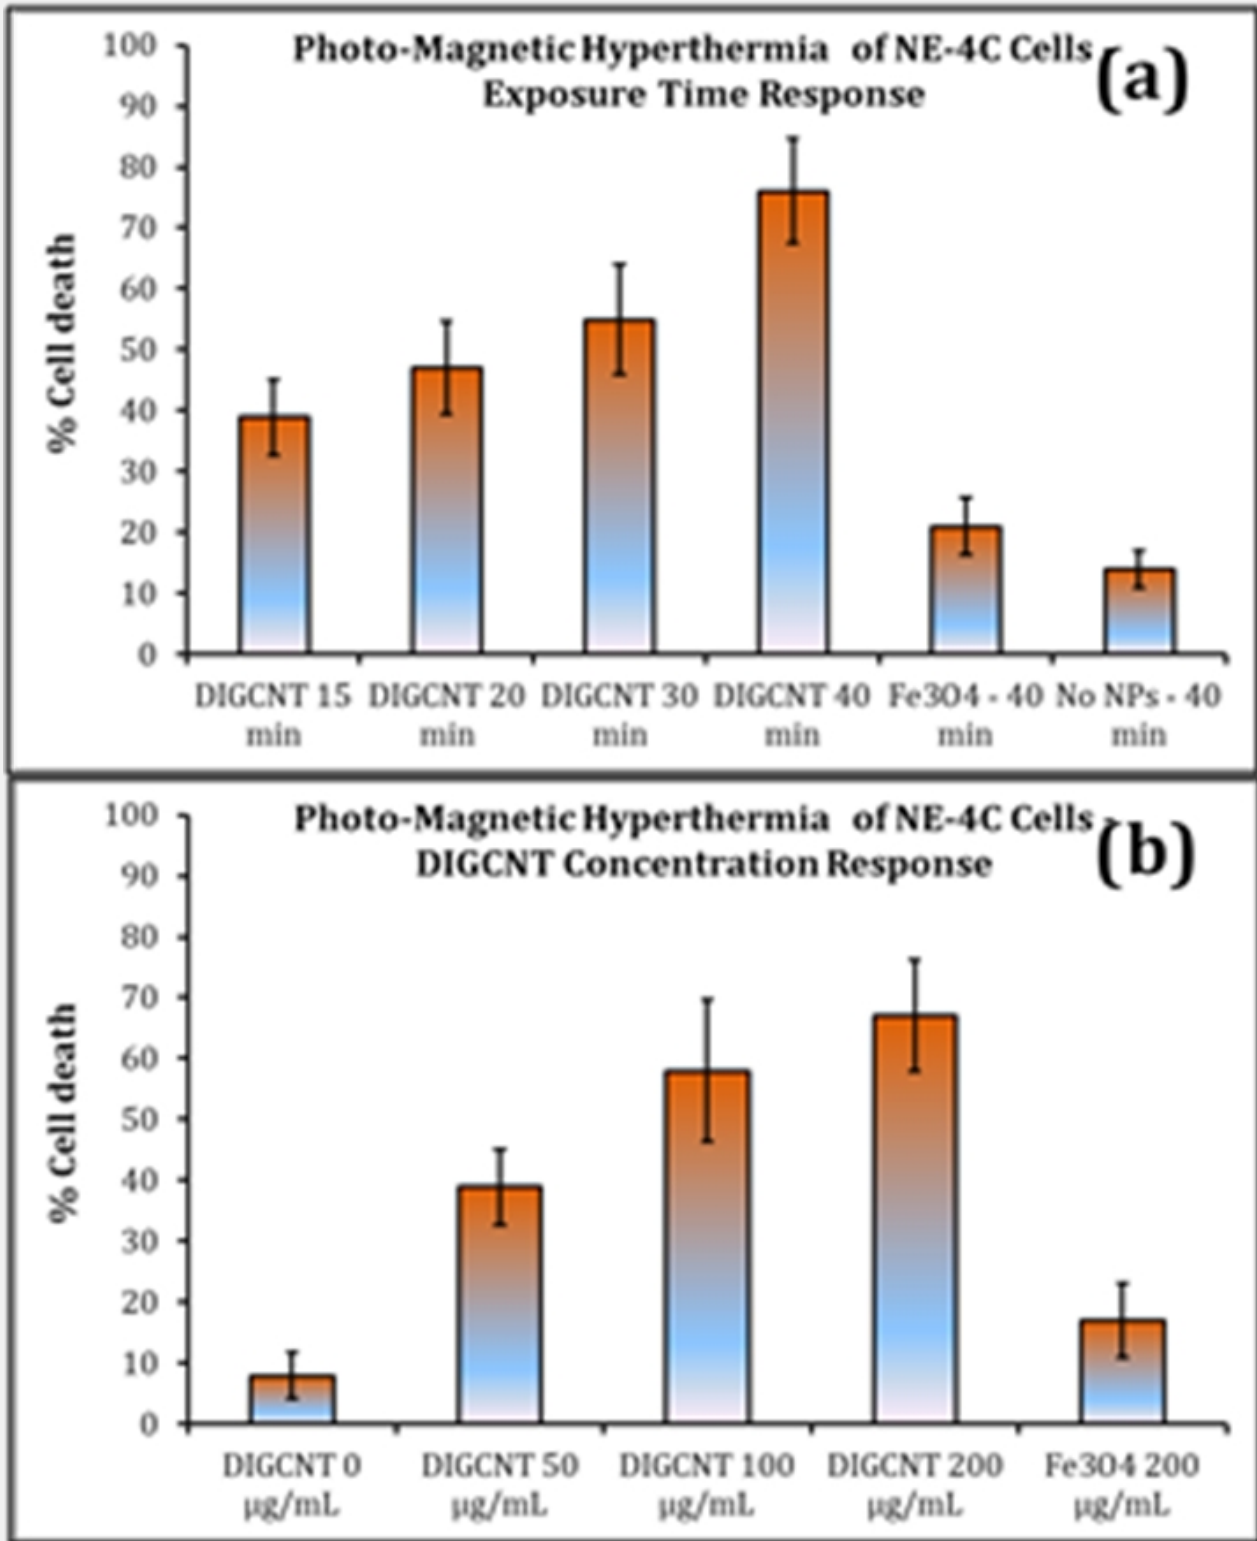 Photo-Magnetic Hyperthermia of NE-4C Cells
Exposure Time Response
(a)
% Cell death
100
90
80
70
60
50
40
30
20
10
0
DIGCNT 15 min
DIGCNT 20 min
DIGCNT 30 min
DIGCNT 40 min
Fe3O4 - 40 min
No NPs - 40 min
Photo-Magnetic Hyperthermia of NE-4C Cells -
DIGCNT Concentration Response
(b)
% Cell death
100
90
80
70
60
50
40
30
20
10
0
DIGCNT 0 µg/mL
DIGCNT 50 µg/mL
DIGCNT 100 µg/mL
DIGCNT 200 µg/mL
Fe3O4 200 µg/mL